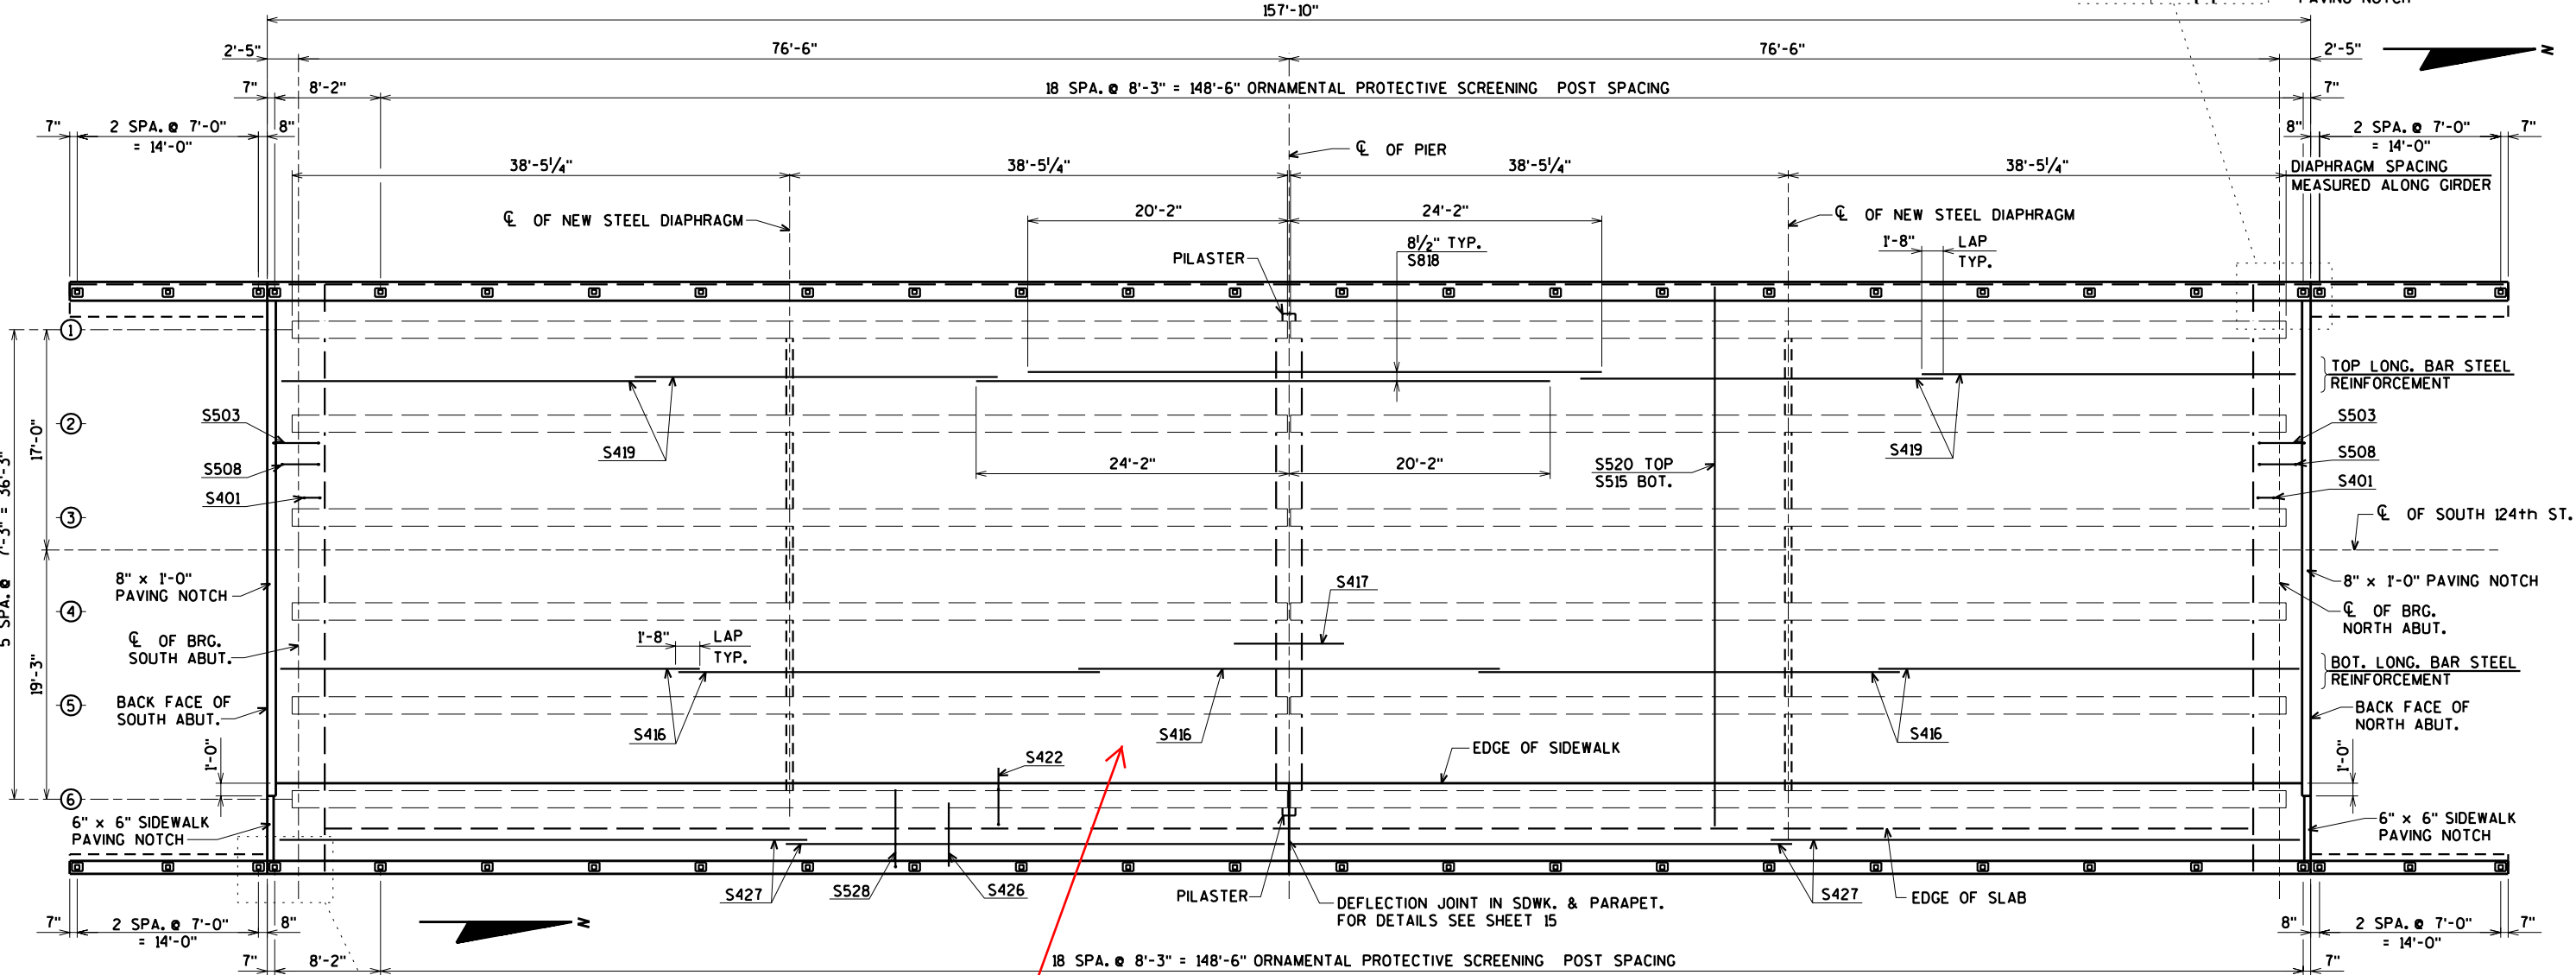 PAVING NOTCH
157'-10"
2'-5"
76'-6"
76'-6"
2'-5"
N
7"
8'-2"
18 SPA. @ 8'-3" = 148'-6" ORNAMENTAL PROTECTIVE SCREENING POST SPACING
7"
7"
2 SPA. @ 7'-0"
= 14'-0"
8"
8"
2 SPA. @ 7'-0"
= 14'-0"
7"
℄ OF PIER
38'-5¼"
38'-5¼"
38'-5¼"
38'-5¼"
DIAPHRAGM SPACING
MEASURED ALONG GIRDER
℄ OF NEW STEEL DIAPHRAGM
20'-2"
24'-2"
℄ OF NEW STEEL DIAPHRAGM
8½" TYP.
S818
1'-8"
LAP
TYP.
PILASTER
1
TOP LONG. BAR STEEL
REINFORCEMENT
2
S503
S503
17'-0"
S419
S419
S508
S508
24'-2"
20'-2"
S520 TOP
S515 BOT.
S401
S401
3
5 SPA. @ 7'-3" = 36'-3"
℄ OF SOUTH 124th ST.
8" x 1'-0"
PAVING NOTCH
S417
8" x 1'-0" PAVING NOTCH
4
℄ OF BRG.
SOUTH ABUT.
1'-8"
LAP
TYP.
℄ OF BRG.
NORTH ABUT.
19'-3"
BOT. LONG. BAR STEEL
REINFORCEMENT
5
BACK FACE OF
SOUTH ABUT.
BACK FACE OF
NORTH ABUT.
S416
S416
S416
1'-0"
S422
EDGE OF SIDEWALK
1'-0"
6
6" x 6" SIDEWALK
PAVING NOTCH
6" x 6" SIDEWALK
PAVING NOTCH
S427
S528
S426
PILASTER
DEFLECTION JOINT IN SDWK. & PARAPET.
FOR DETAILS SEE SHEET 15
S427
EDGE OF SLAB
7"
2 SPA. @ 7'-0"
= 14'-0"
8"
N
8"
2 SPA. @ 7'-0"
= 14'-0"
7"
7"
8'-2"
18 SPA. @ 8'-3" = 148'-6" ORNAMENTAL PROTECTIVE SCREENING POST SPACING
7"